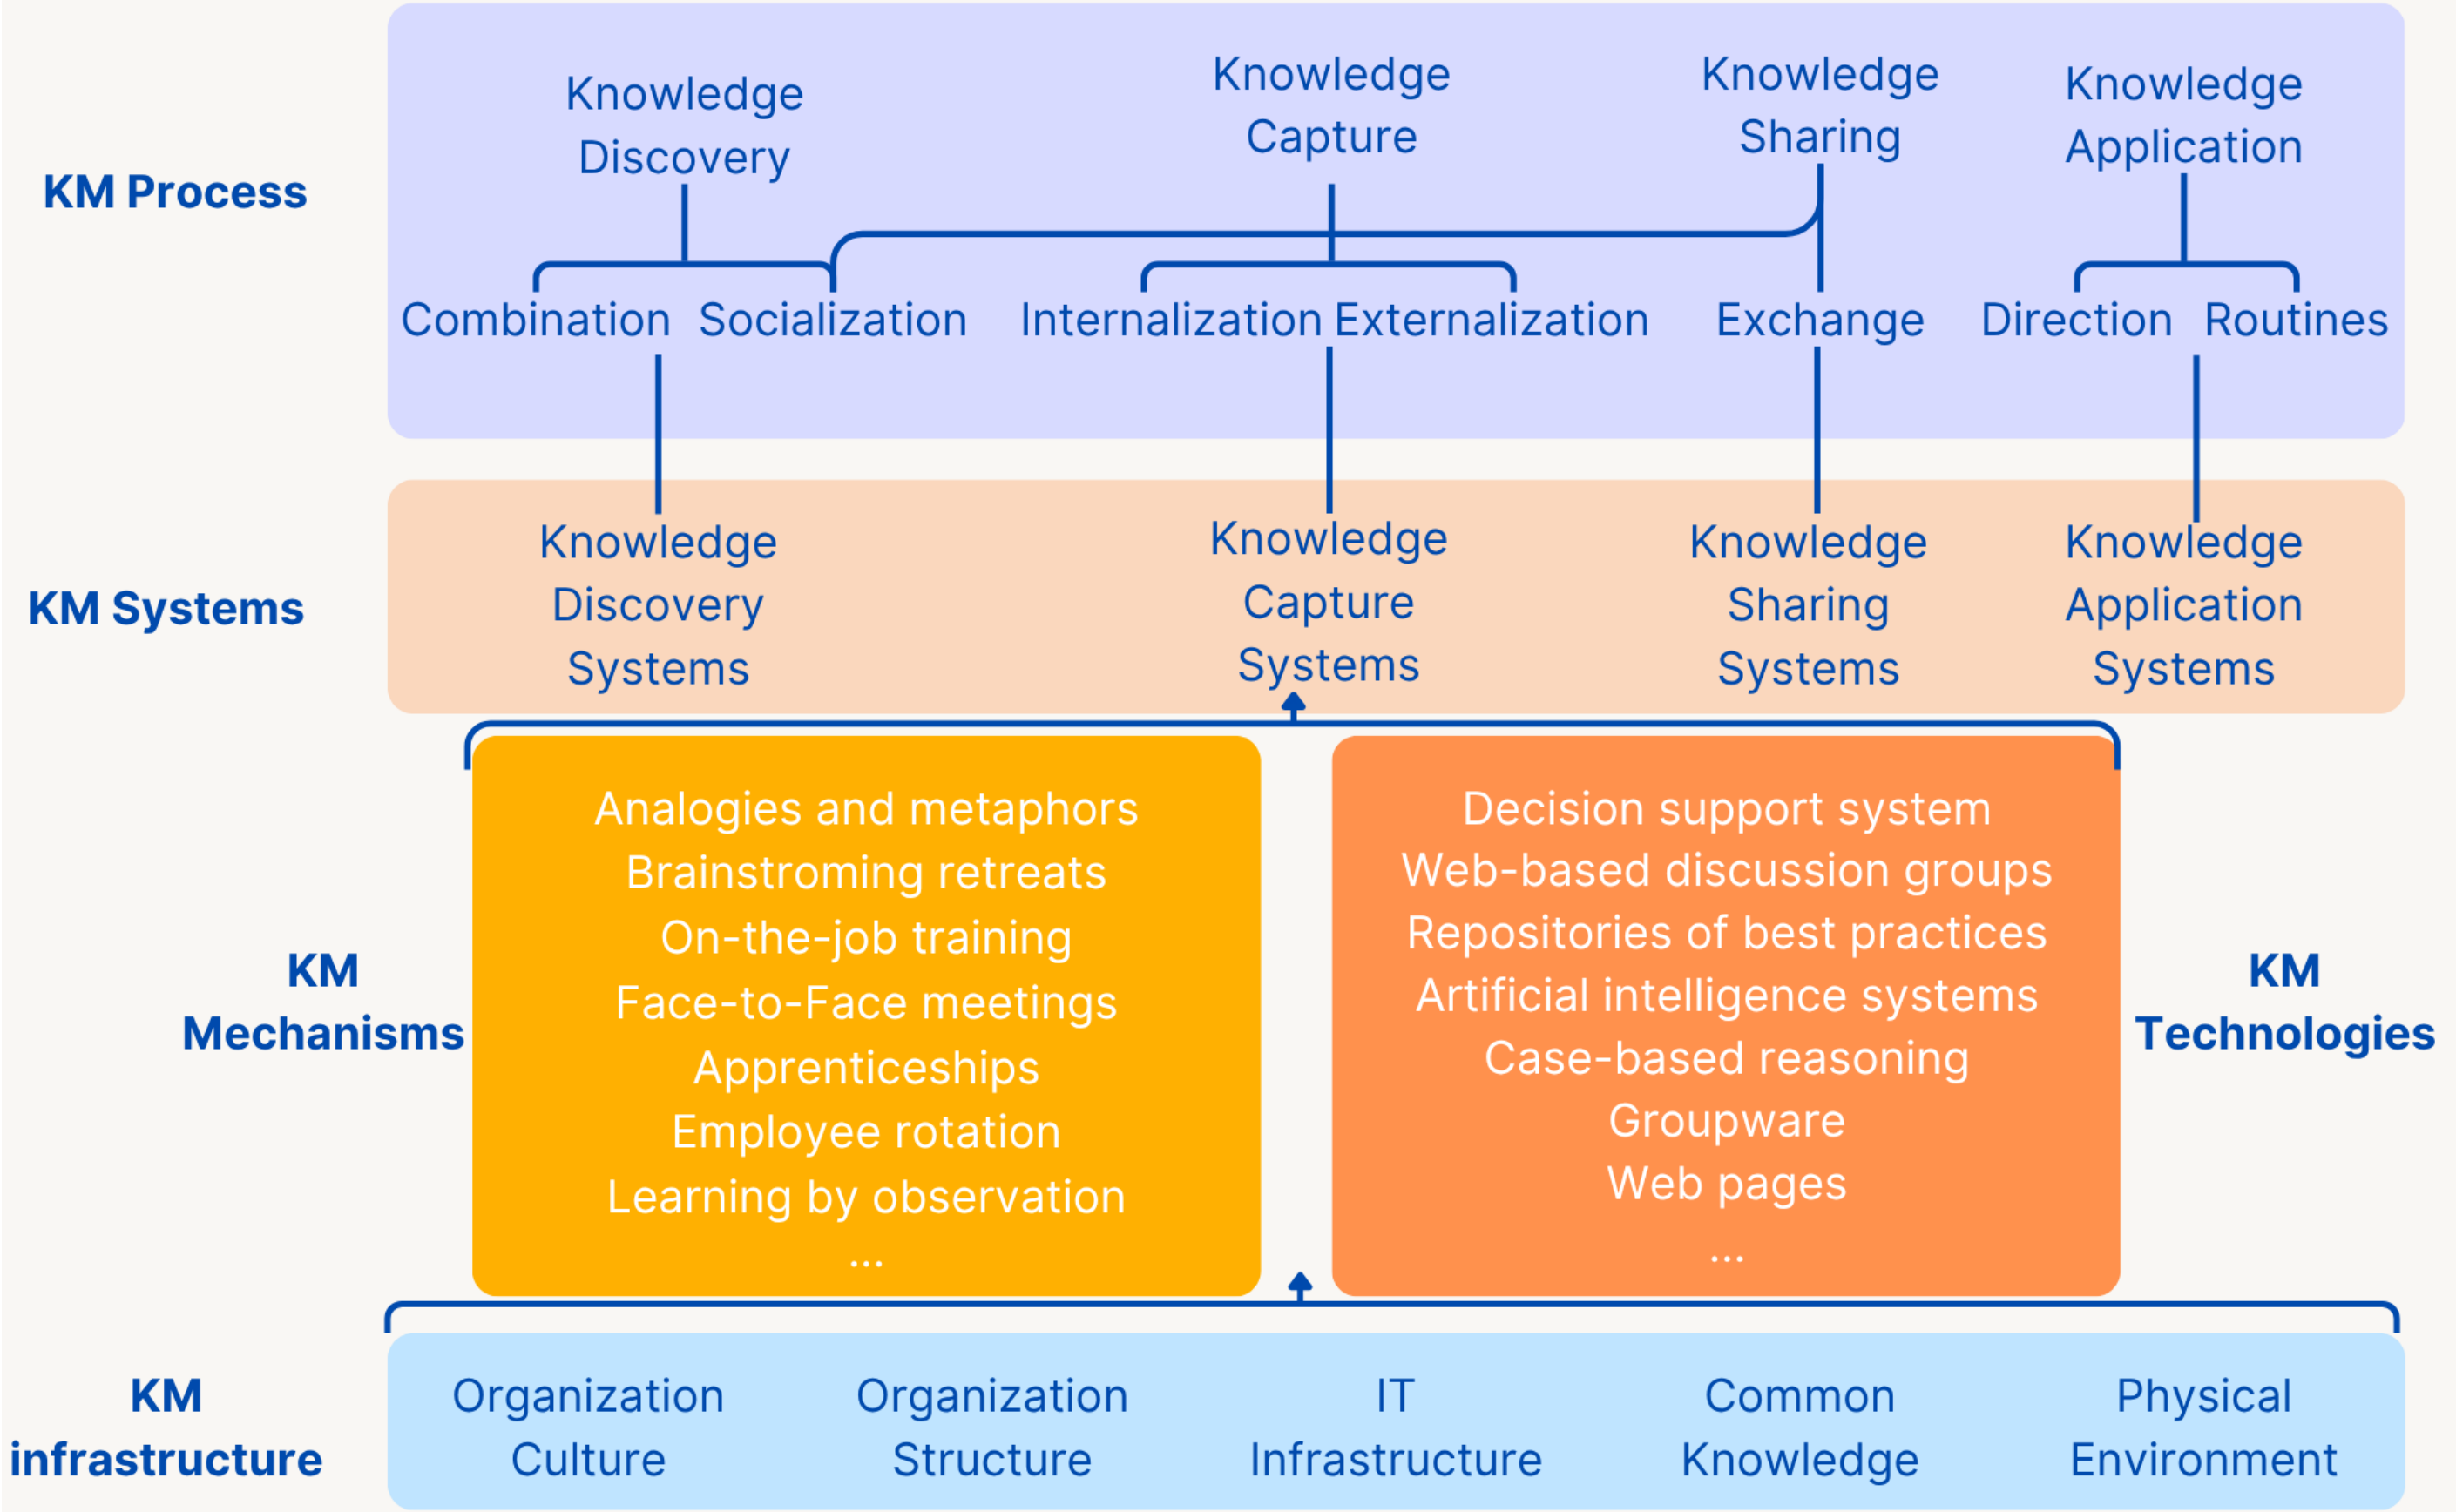 Knowledge
Discovery
Knowledge
Capture
Knowledge
Sharing
Knowledge
Application
KM Process
Combination Socialization Internalization Externalization Exchange Direction Routines
KM Systems
Knowledge
Discovery
Systems
Knowledge
Capture
Systems
Knowledge
Sharing
Systems
Knowledge
Application
Systems
KM
Mechanisms
Analogies and metaphors
Brainstroming retreats
On-the-job training
Face-to-Face meetings
Apprenticeships
Employee rotation
Learning by observation
...
Decision support system
Web-based discussion groups
Repositories of best practices
Artificial intelligence systems
Case-based reasoning
Groupware
Web pages
...
KM
Technologies
KM
infrastructure
Organization
Culture
Organization
Structure
IT
Infrastructure
Common
Knowledge
Physical
Environment